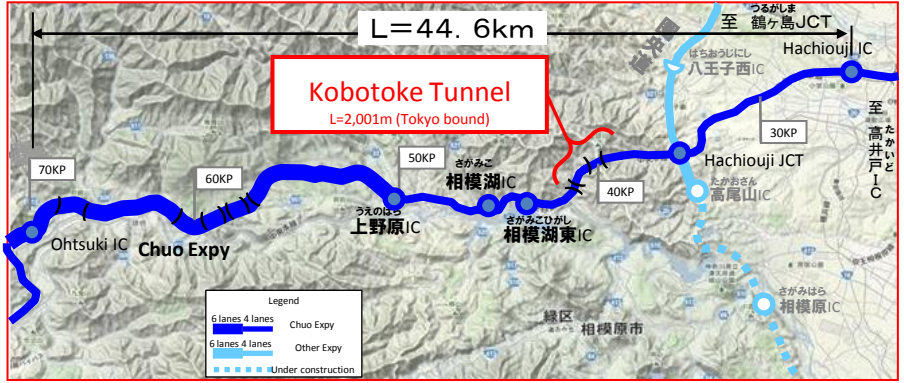 L=44. 6km
つるがしま
至 鶴ヶ島JCT
Hachiouji IC
はちおうじにし
八王子西IC
Kobotoke Tunnel
L=2,001m (Tokyo bound)
至 高井戸IC
たかいど
30KP
Hachiouji JCT
40KP
50KP
さがみこ
相模湖IC
たかおさん
高尾山IC
70KP
60KP
うえのはら
上野原IC
さがみこひがし
相模湖東IC
Ohtsuki IC
Chuo Expy
さがみはら
相模原IC
Legend
6 lanes 4 lanes
Chuo Expy
6 lanes 4 lanes
Other Expy
Under construction
緑区
相模原市